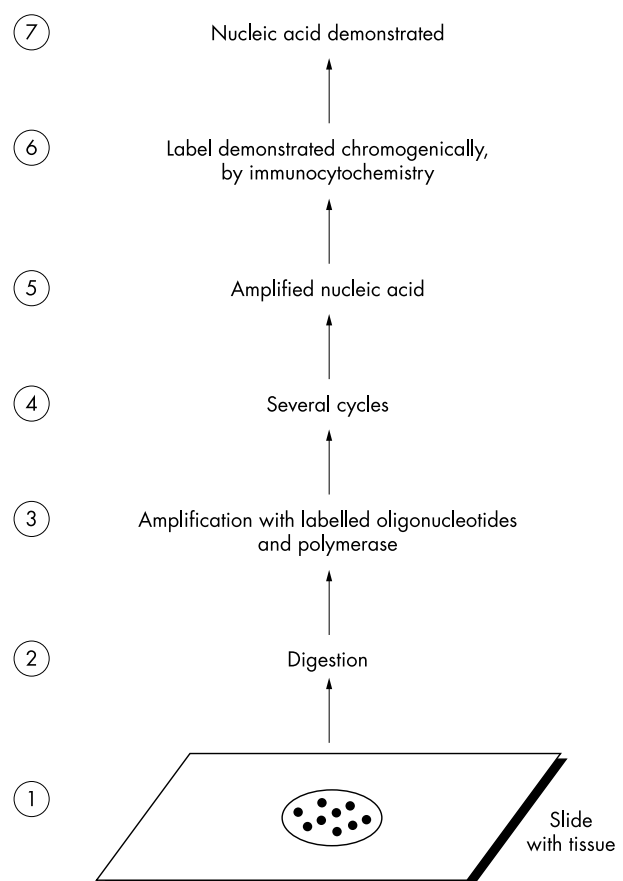 7
Nucleic acid demonstrated
6
Label demonstrated chromogenically,
by immunocytochemistry
5
Amplified nucleic acid
4
Several cycles
3
Amplification with labelled oligonucleotides
and polymerase
2
Digestion
1
Slide
with tissue